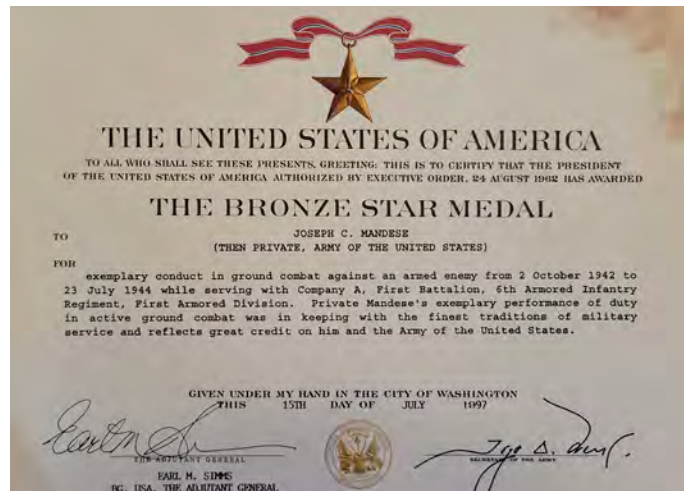 THE UNITED STATES OF AMERICA
TO ALL WHO SHALL SEE THESE PRESENTS, GREETING: THIS IS TO CERTIFY THAT THE PRESIDENT
OF THE UNITED STATES OF AMERICA AUTHORIZED BY EXECUTIVE ORDER, 24 AUGUST 1962 HAS AWARDED
THE BRONZE STAR MEDAL
TO JOSEPH C. MANDESE
(THEN PRIVATE, ARMY OF THE UNITED STATES)
FOR
exemplary conduct in ground combat against an armed enemy from 2 October 1942 to
23 July 1944 while serving with Company A, First Battalion, 6th Armored Infantry
Regiment, First Armored Division. Private Mandese's exemplary performance of duty
in active ground combat was in keeping with the finest traditions of military
service and reflects great credit on him and the Army of the United States.
GIVEN UNDER MY HAND IN THE CITY OF WASHINGTON
THIS 15TH DAY OF JULY 1997
THE ADJUTANT GENERAL
SECRETARY OF THE ARMY
EARL M. SIMMS
BG, USA, THE ADJUTANT GENERAL